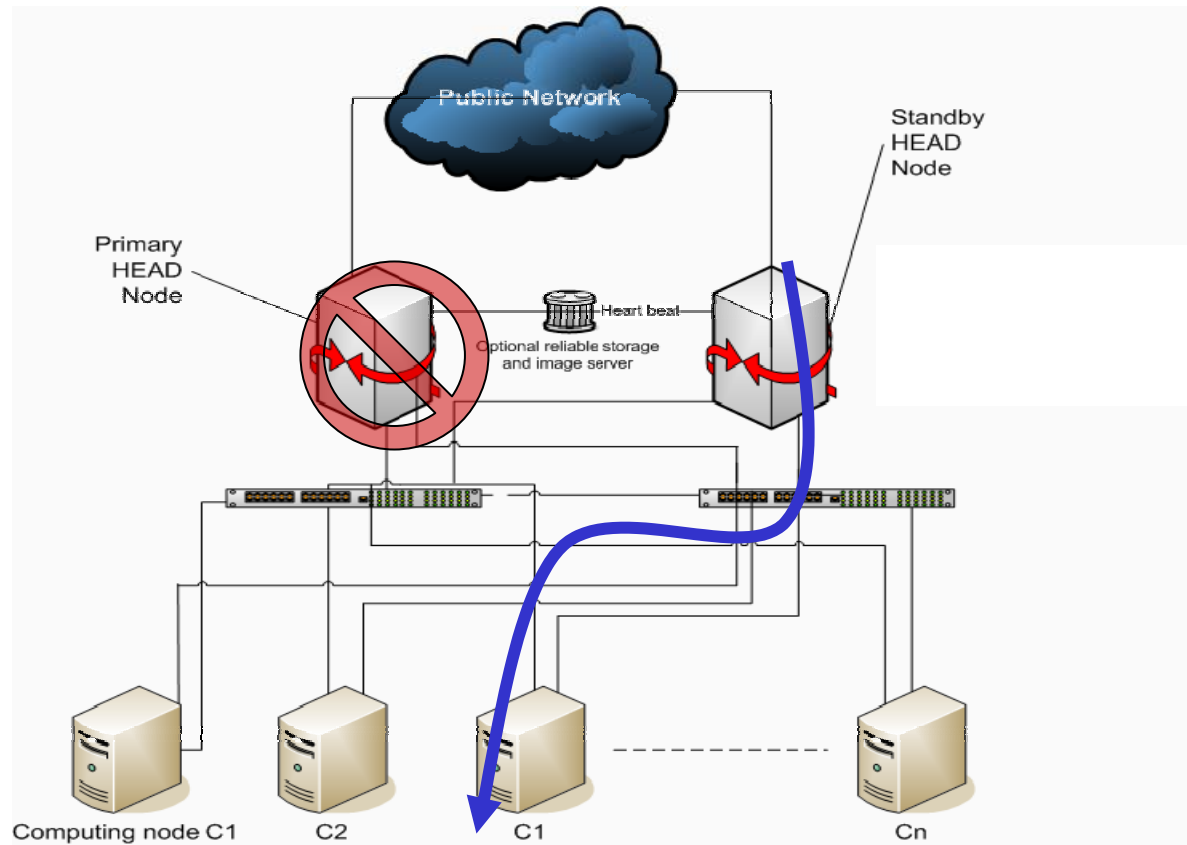 Public Network
Standby
HEAD
Node
Primary
HEAD
Node
Heart beat
Optional reliable storage
and image server
Computing node C1
C2
C1
Cn